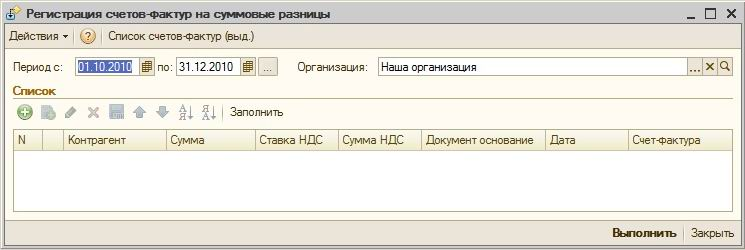 Регистрация счетов-фактур на суммовые разницы
Действия Список счетов-фактур (выд.)
Период с: 01.10.2010 по: 31.12.2010 ... Организация: Наша организация ...
Список
Заполнить
N Контрагент Сумма Ставка НДС Сумма НДС Документ основание Дата Счет-фактура
Выполнить Закрыть